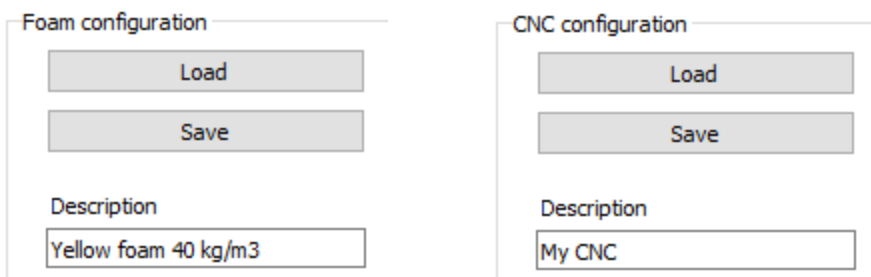 Foam configuration
Load
Save
Description
Yellow foam 40 kg/m3
CNC configuration
Load
Save
Description
My CNC